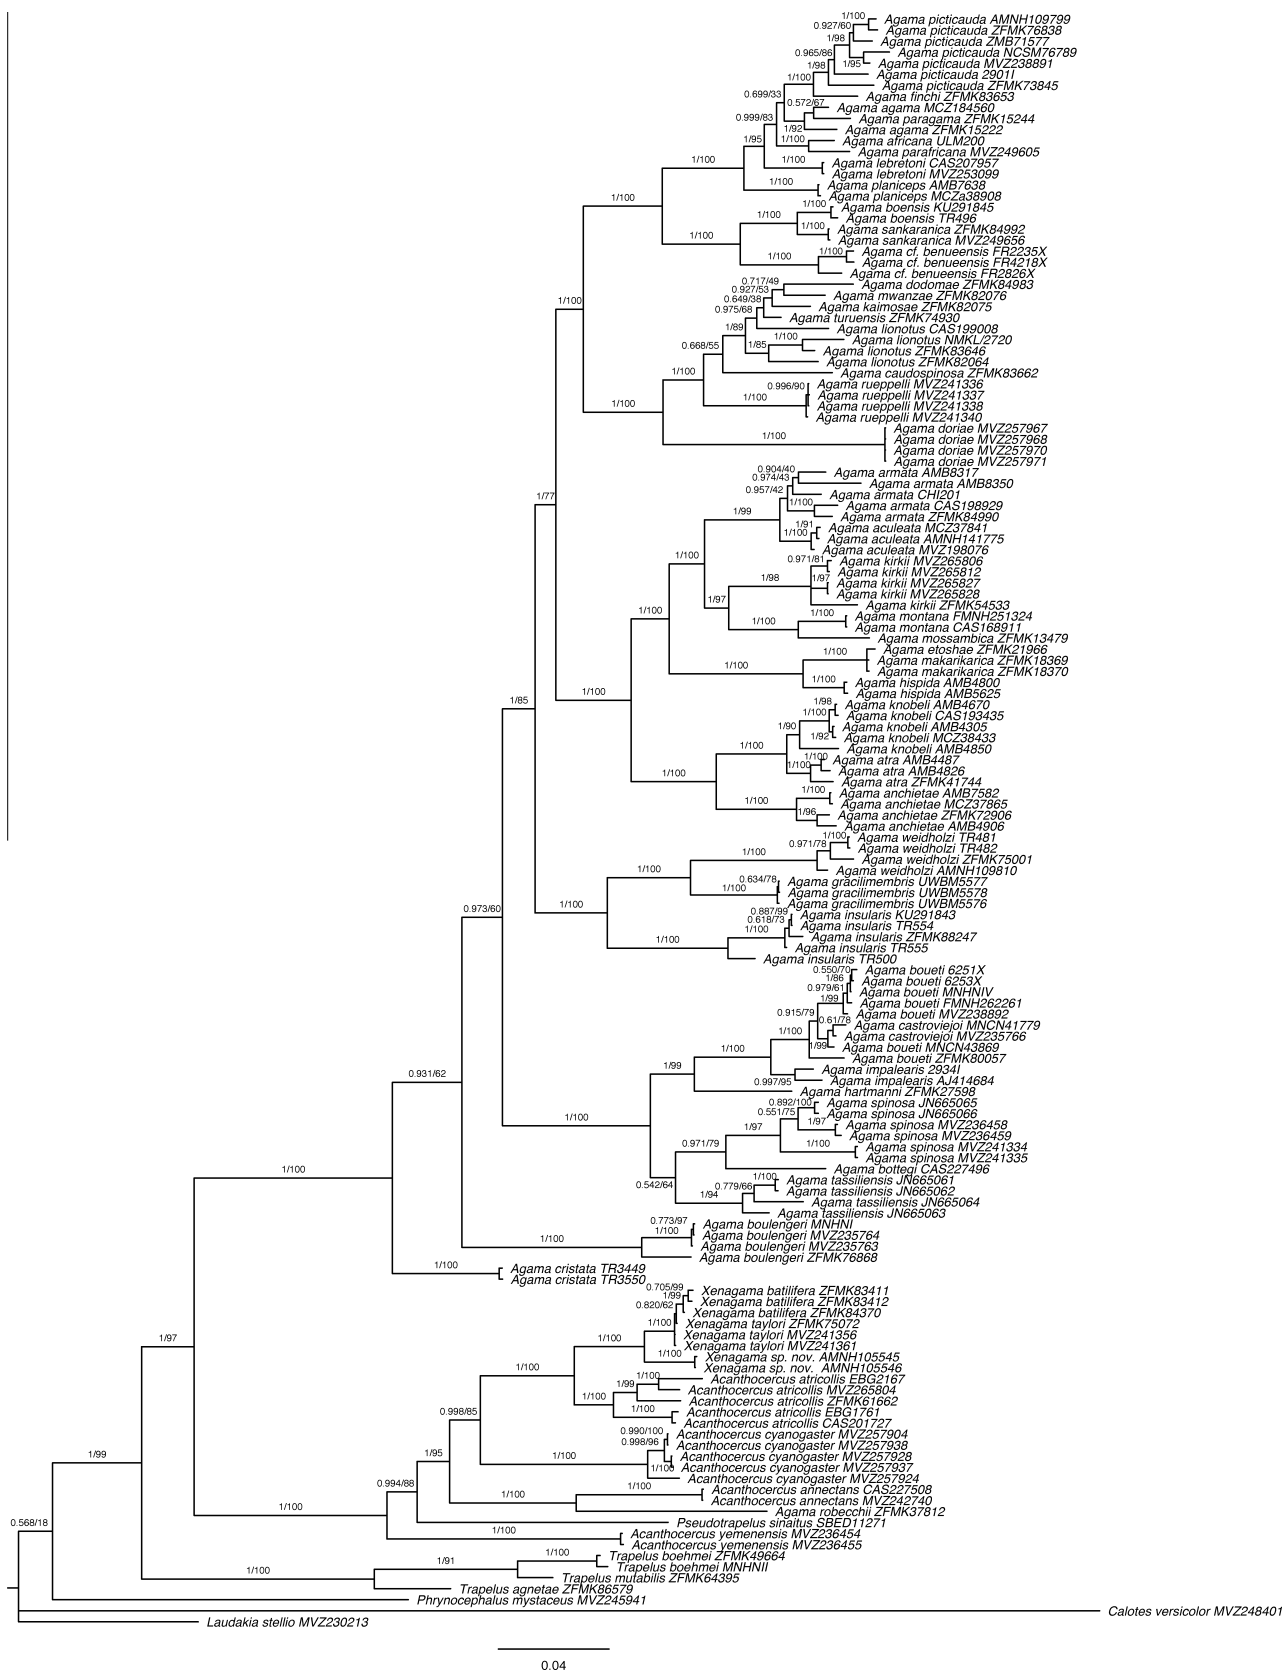 1/100
Agama picticauda AMNH109799
0.927/60
Agama picticauda ZFMK76838
1/98
Agama picticauda ZMB71577
0.965/86
Agama picticauda NCSM76789
1/95
Agama picticauda MVZ238891
1/98
Agama picticauda 2901I
1/100
Agama picticauda ZFMK73845
0.699/33
Agama finchi ZFMK83653
0.572/67
Agama agama MCZ184560
0.999/83
Agama paragama ZFMK15244
1/92
Agama agama ZFMK15222
1/95
1/100
Agama africana ULM200
Agama parafricana MVZ249605
1/100
1/100
Agama lebretoni CAS207957
Agama lebretoni MVZ253099
1/100
Agama planiceps AMB7638
Agama planiceps MCZa38908
1/100
1/100
Agama boensis KU291845
Agama boensis TR496
1/100
1/100
Agama sankaranica ZFMK84992
Agama sankaranica MVZ249656
1/100
1/100
Agama cf. benueensis FR2235X
Agama cf. benueensis FR4218X
1/100
Agama cf. benueensis FR2826X
0.717/49
Agama dodomae ZFMK84983
0.927/53
Agama mwanzae ZFMK82076
0.649/38
Agama kaimosae ZFMK82075
0.975/68
Agama turuensis ZFMK74930
1/100
1/89
Agama lionotus CAS199008
1/100
Agama lionotus NMKL/2720
0.668/55
1/85
Agama lionotus ZFMK83646
Agama lionotus ZFMK82064
1/100
Agama caudospinosa ZFMK83662
0.996/90
Agama rueppelli MVZ241336
Agama rueppelli MVZ241337
1/100
Agama rueppelli MVZ241338
1/100
Agama rueppelli MVZ241340
1/100
Agama doriae MVZ257967
Agama doriae MVZ257968
Agama doriae MVZ257970
Agama doriae MVZ257971
0.904/40
Agama armata AMB8317
0.974/43
Agama armata AMB8350
0.957/42
Agama armata CHI201
1/77
1/100
Agama armata CAS198929
1/99
Agama armata ZFMK84990
1/91
Agama aculeata MCZ37841
1/100
Agama aculeata AMNH141775
Agama aculeata MVZ198076
1/100
0.971/81
Agama kirkii MVZ265806
Agama kirkii MVZ265812
1/98
1/97
Agama kirkii MVZ265827
Agama kirkii MVZ265828
1/97
Agama kirkii ZFMK54533
1/100
1/100
Agama montana FMNH251324
1/100
Agama montana CAS168911
Agama mossambica ZFMK13479
1/100
Agama etoshae ZFMK21966
1/100
Agama makarikarica ZFMK18369
Agama makarikarica ZFMK18370
1/100
Agama hispida AMB4800
1/100
Agama hispida AMB5625
1/85
1/98
Agama knobeli AMB4670
1/100
Agama knobeli CAS193435
1/90
Agama knobeli AMB4305
1/92
Agama knobeli MCZ38433
1/100
Agama knobeli AMB4850
1/100
Agama atra AMB4487
1/100
Agama atra AMB4826
1/100
Agama atra ZFMK41744
1/100
Agama anchietae AMB7582
1/100
Agama anchietae MCZ37865
1/96
Agama anchietae ZFMK72906
Agama anchietae AMB4906
1/100
Agama weidholzi TR481
0.971/78
Agama weidholzi TR482
1/100
Agama weidholzi ZFMK75001
Agama weidholzi AMNH109810
1/100
0.634/78
Agama gracilimembris UWBM5577
1/100
Agama gracilimembris UWBM5578
Agama gracilimembris UWBM5576
0.973/60
1/100
0.887/99
Agama insularis KU291843
0.618/73
Agama insularis TR554
1/100
Agama insularis ZFMK88247
1/100
Agama insularis TR555
Agama insularis TR500
0.550/70
Agama boueti 6251X
1/86
Agama boueti 6253X
0.979/61
Agama boueti MNHNIV
1/99
Agama boueti FMNH262261
0.915/79
Agama boueti MVZ238892
0.61/78
Agama castroviejoi MNCN41779
1/100
Agama castroviejoi MVZ235766
1/99
Agama boueti MNCN43869
1/100
Agama boueti ZFMK80057
1/99
Agama impalearis 2934I
0.931/62
0.997/95
Agama impalearis AJ414684
Agama hartmanni ZFMK27598
0.892/100
Agama spinosa JN665065
1/100
0.551/75
Agama spinosa JN665066
1/97
1/97
Agama spinosa MVZ236458
Agama spinosa MVZ236459
0.971/79
1/100
Agama spinosa MVZ241334
Agama spinosa MVZ241335
1/100
Agama bottegi CAS227496
1/100
Agama tassiliensis JN665061
0.542/64
0.779/66
Agama tassiliensis JN665062
1/94
Agama tassiliensis JN665064
Agama tassiliensis JN665063
0.773/97
Agama boulengeri MNHNI
1/100
Agama boulengeri MVZ235764
1/100
Agama boulengeri MVZ235763
Agama boulengeri ZFMK76868
1/100
Agama cristata TR3449
Agama cristata TR3550
0.705/99
Xenagama batilifera ZFMK83411
1/99
Xenagama batilifera ZFMK83412
0.820/62
Xenagama batilifera ZFMK84370
1/100
Xenagama taylori ZFMK75072
1/97
1/100
Xenagama taylori MVZ241356
Xenagama taylori MVZ241361
1/100
Xenagama sp. nov. AMNH105545
1/100
Xenagama sp. nov. AMNH105546
1/100
Acanthocercus atricollis EBG2167
1/99
Acanthocercus atricollis MVZ265804
1/100
Acanthocercus atricollis ZFMK61662
0.998/85
1/100
Acanthocercus atricollis EBG1761
Acanthocercus atricollis CAS201727
0.990/100
Acanthocercus cyanogaster MVZ257904
0.998/96
Acanthocercus cyanogaster MVZ257938
1/99
1/95
1/100
Acanthocercus cyanogaster MVZ257928
1/100
Acanthocercus cyanogaster MVZ257937
Acanthocercus cyanogaster MVZ257924
0.994/88
1/100
Acanthocercus annectans CAS227508
1/100
Acanthocercus annectans MVZ242740
1/100
Agama robecchii ZFMK37812
0.568/18
Pseudotrapelus sinaitus SBED11271
1/100
Acanthocercus yemenensis MVZ236454
Acanthocercus yemenensis MVZ236455
1/100
Trapelus boehmei ZFMK49664
1/91
Trapelus boehmei MNHNII
1/100
Trapelus mutabilis ZFMK64395
Trapelus agnetae ZFMK86579
Phrynocephalus mystaceus MVZ245941
Calotes versicolor MVZ248401
Laudakia stellio MVZ230213
0.04